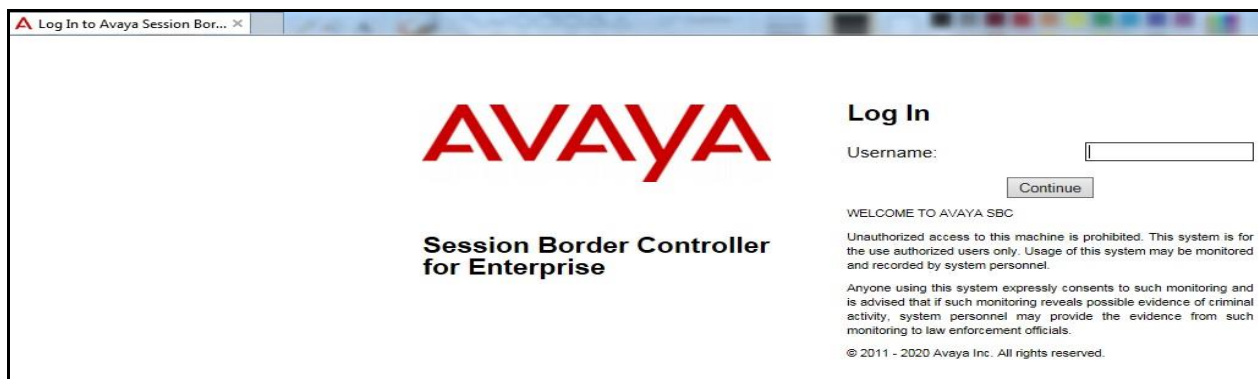 Log In to Avaya Session Bor...
AVAYA
Session Border Controller
for Enterprise
Log In
Username:
Continue
WELCOME TO AVAYA SBC
Unauthorized access to this machine is prohibited. This system is for
the use authorized users only. Usage of this system may be monitored
and recorded by system personnel.
Anyone using this system expressly consents to such monitoring and
is advised that if such monitoring reveals possible evidence of criminal
activity, system personnel may provide the evidence from such
monitoring to law enforcement officials.
© 2011 - 2020 Avaya Inc. All rights reserved.